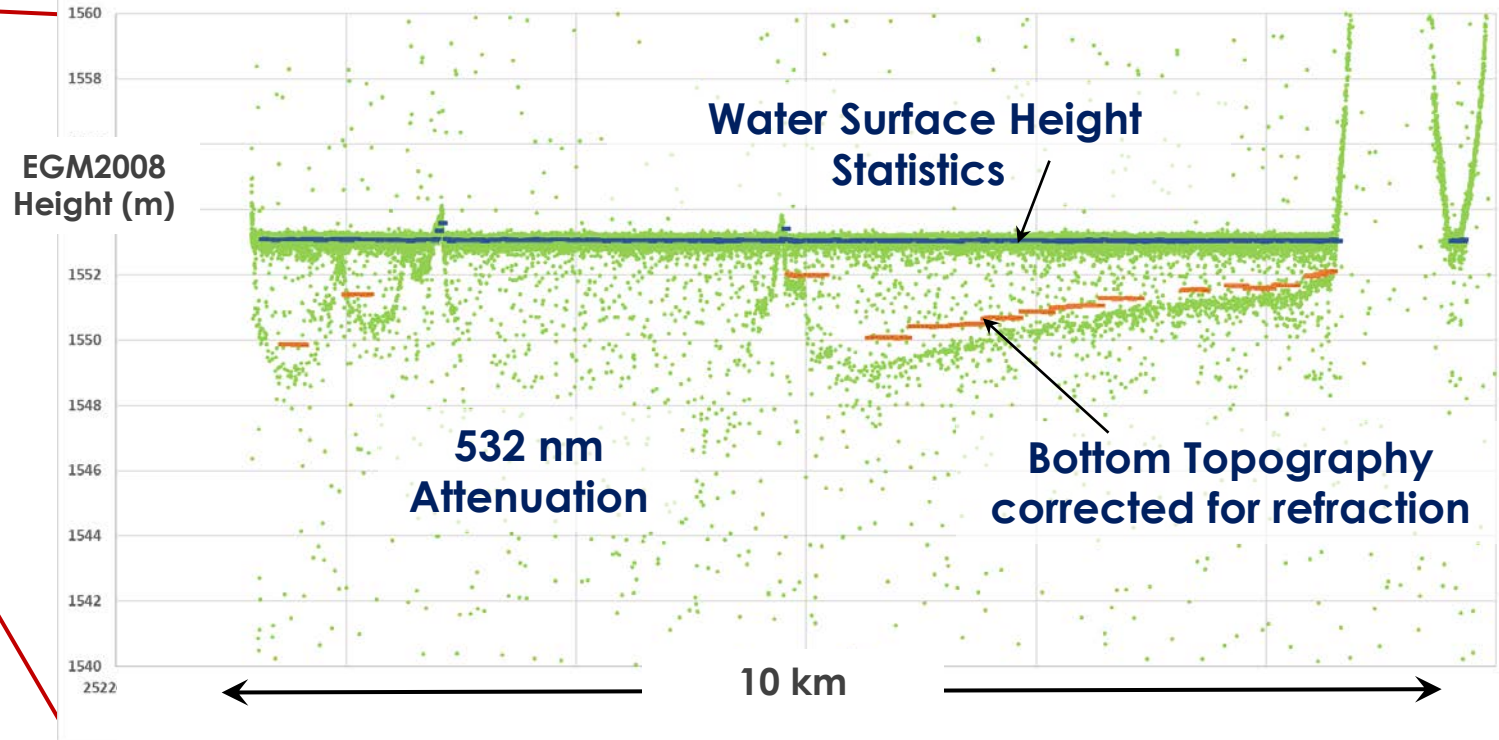 1560
1558
Water Surface Height
Statistics
EGM2008
Height (m)
1552
1550
1548
532 nm
Attenuation
Bottom Topography
corrected for refraction
1546
1544
1542
1540
2522
10 km